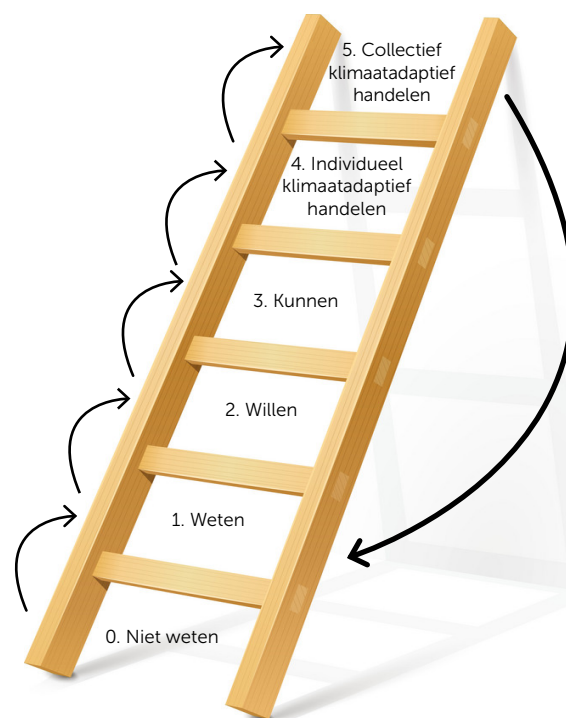 5. Collectief
klimaatadaptief
handelen
4. Individueel
klimaatadaptief
handelen
3. Kunnen
2. Willen
1. Weten
0. Niet weten